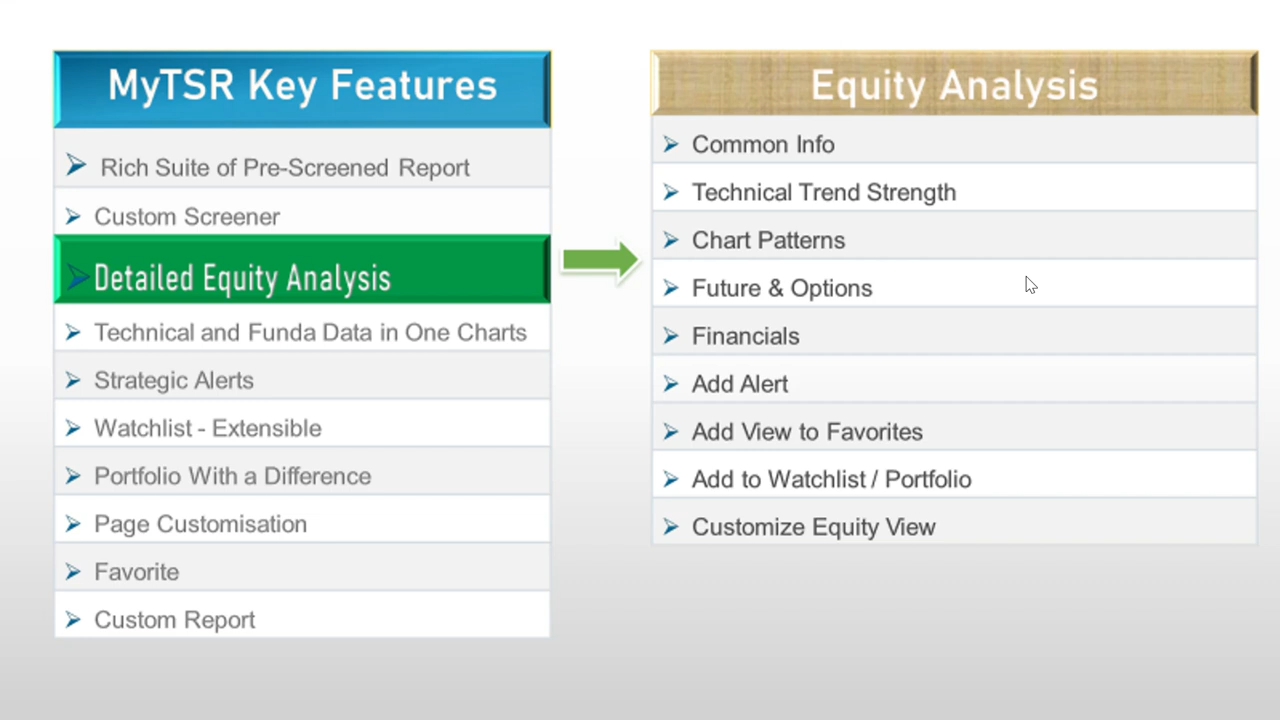 MyTSR Key Features
Rich Suite of Pre-Screened Report
Custom Screener
Detailed Equity Analysis
Technical and Funda Data in One Charts
Strategic Alerts
Watchlist - Extensible
Portfolio With a Difference
Page Customisation
Favorite
Custom Report
Equity Analysis
Common Info
Technical Trend Strength
Chart Patterns
Future & Options
Financials
Add Alert
Add View to Favorites
Add to Watchlist / Portfolio
Customize Equity View